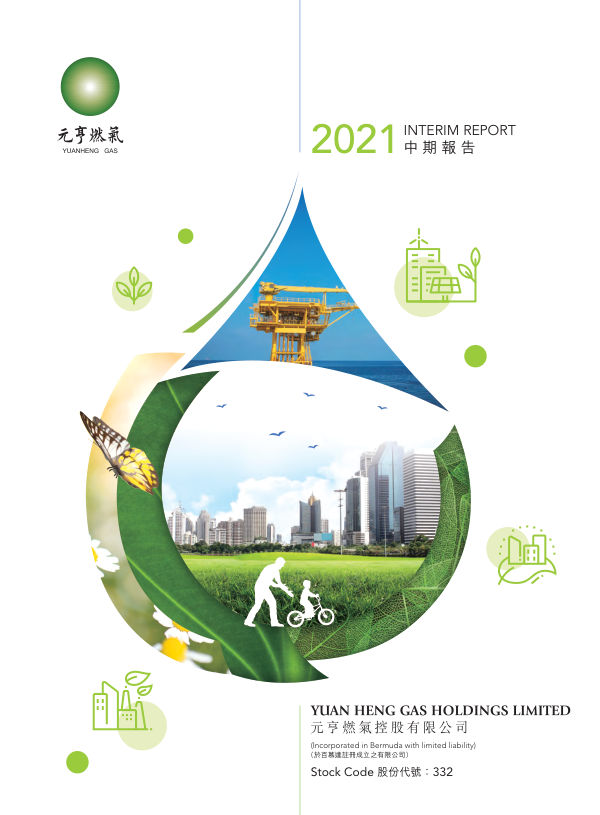 元亨燃氣
YUANHENG GAS
2021 INTERIM REPORT
中期報告
YUAN HENG GAS HOLDINGS LIMITED
元亨燃氣控股有限公司
(Incorporated in Bermuda with limited liability)
(於百慕達註冊成立之有限公司)
Stock Code 股份代號：332